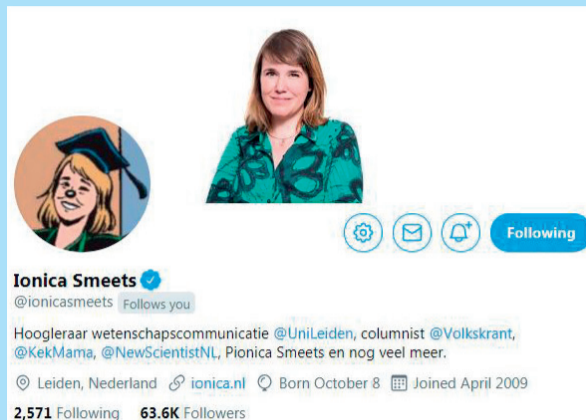 Following
Ionica Smeets
@ionicasmeets Follows you
Hoogleraar wetenschapscommunicatie @UniLeiden, columnist @Volkskrant,
@KekMama, @NewScientistNL, Pionica Smeets en nog veel meer.
Leiden, Nederland ionica.nl Born October 8 Joined April 2009
2,571 Following 63.6K Followers